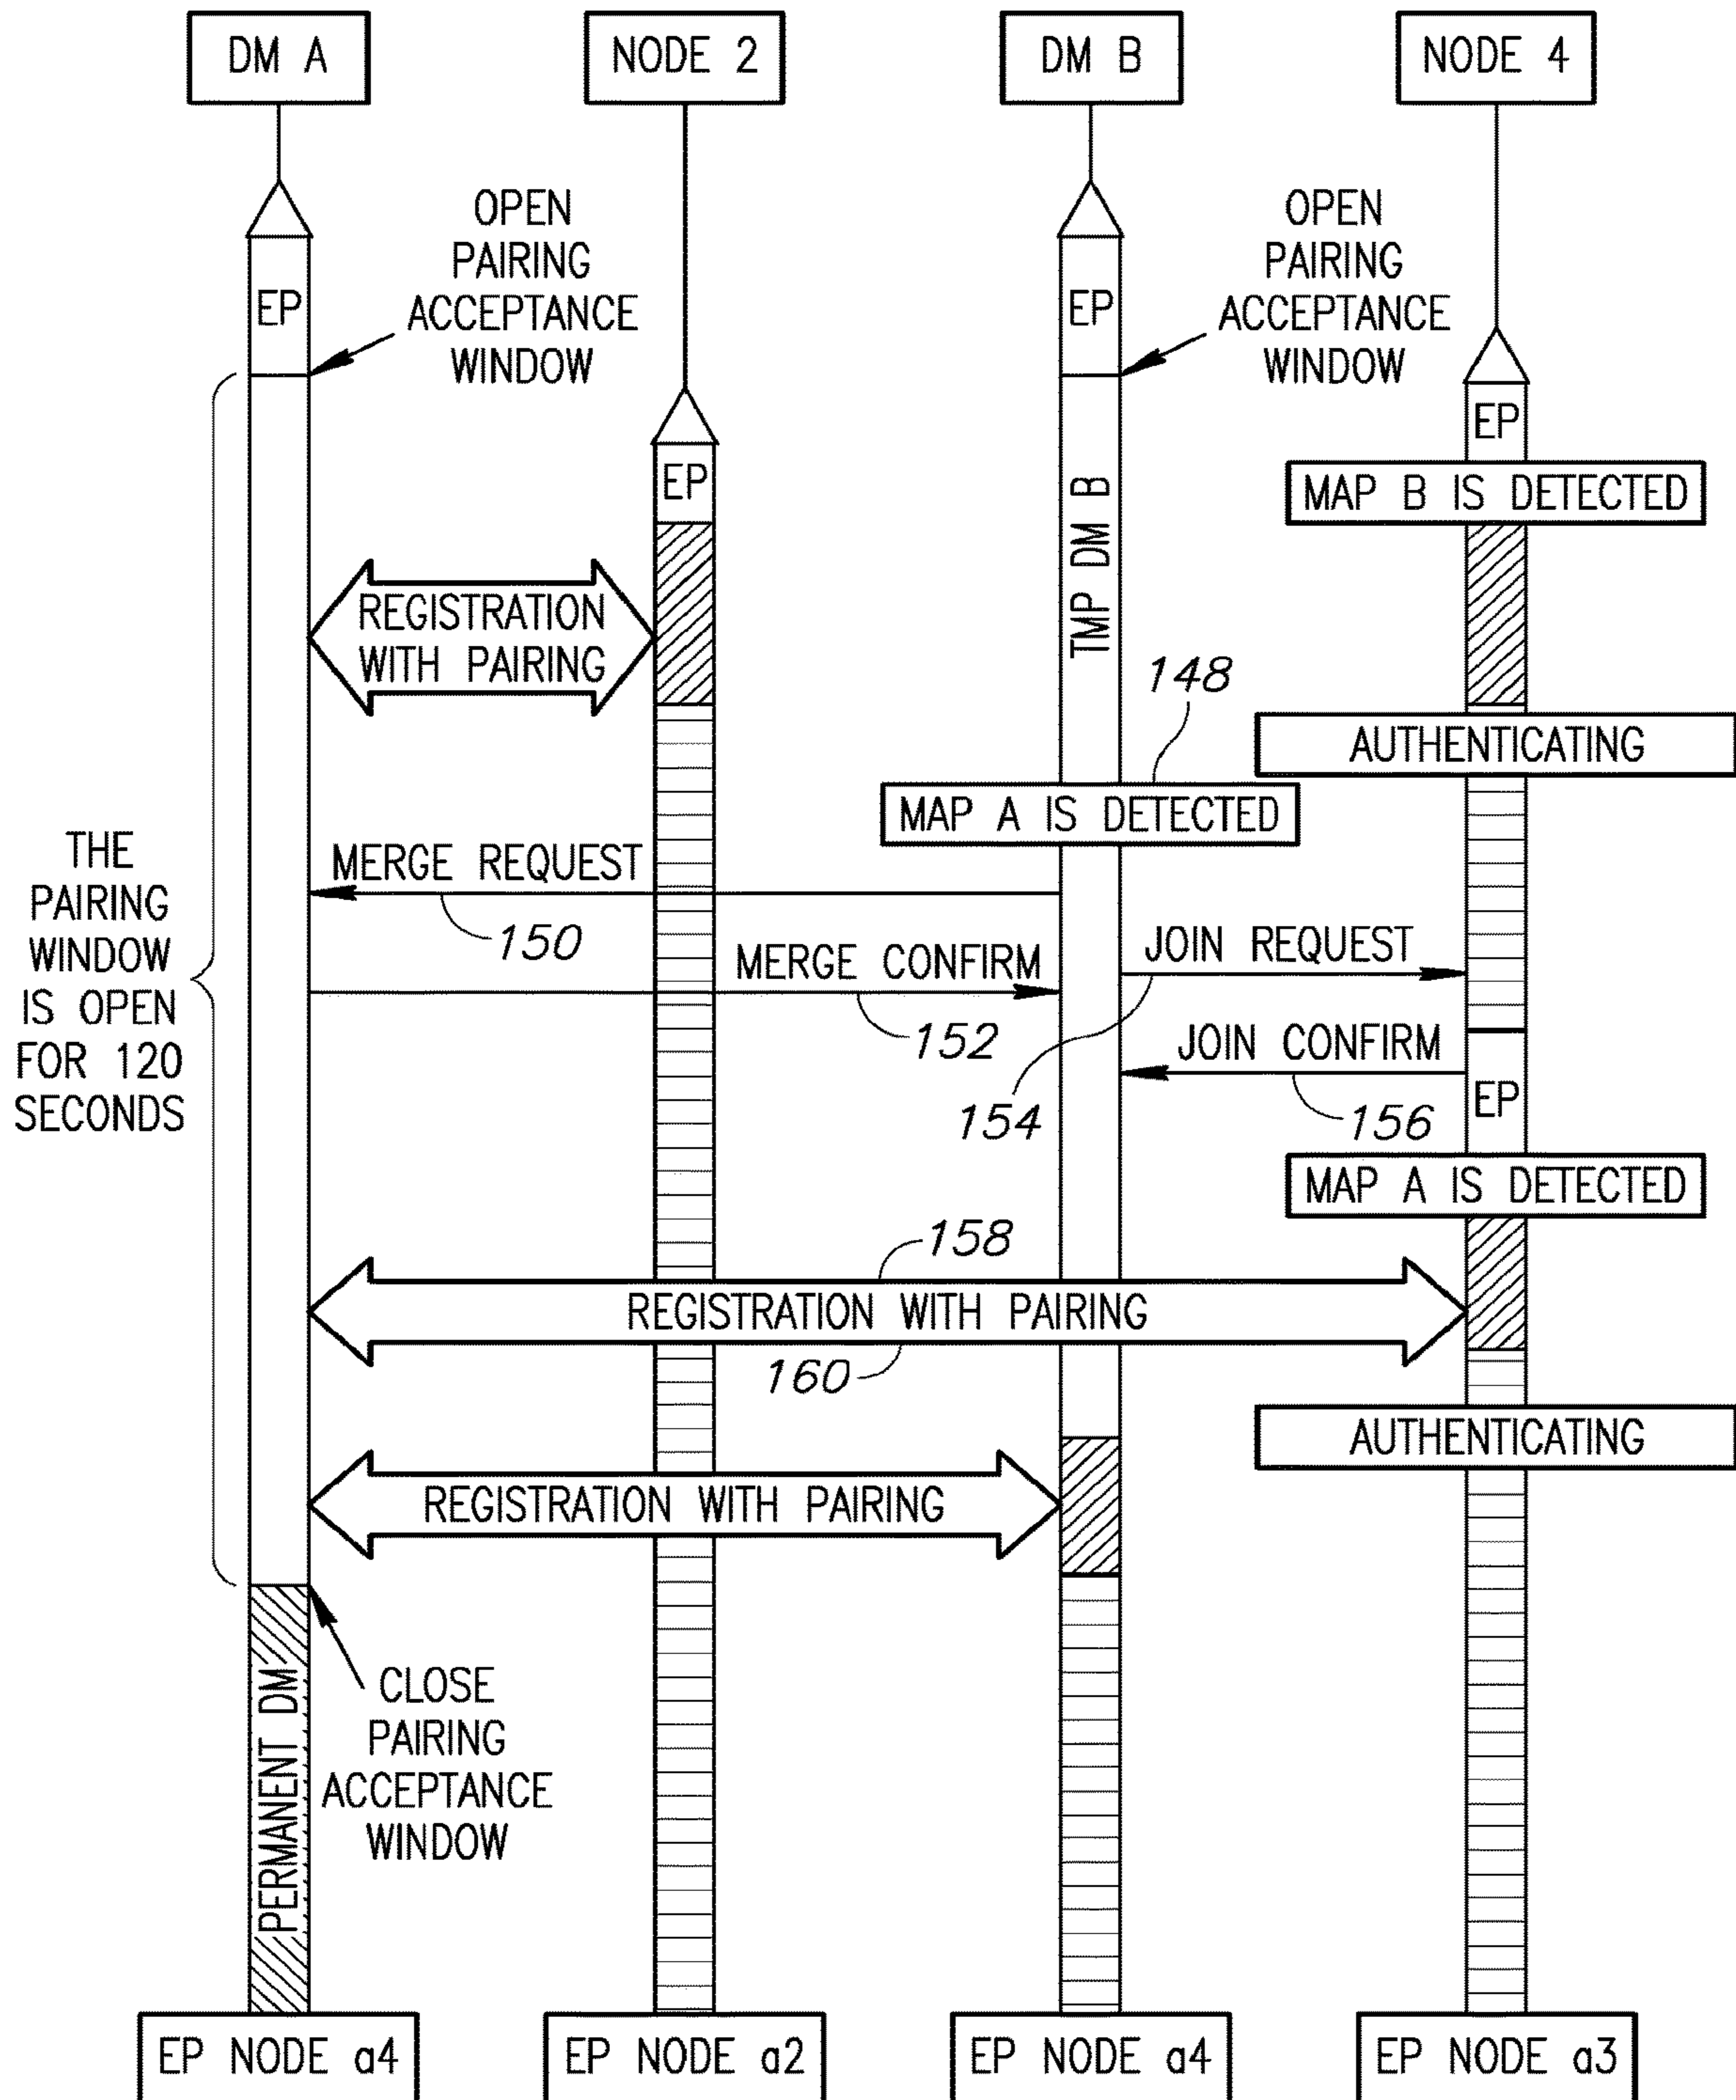 DM A
NODE 2
DM B
NODE 4
OPEN
PAIRING
ACCEPTANCE
WINDOW
OPEN
PAIRING
ACCEPTANCE
WINDOW
EP
EP
EP
EP
MAP B IS DETECTED
TMP DM B
REGISTRATION
WITH PAIRING
148
AUTHENTICATING
MAP A IS DETECTED
THE
PAIRING
WINDOW
IS OPEN
FOR 120
SECONDS
MERGE REQUEST
150
MERGE CONFIRM
152
JOIN REQUEST
154
JOIN CONFIRM
156
EP
MAP A IS DETECTED
158
REGISTRATION WITH PAIRING
160
AUTHENTICATING
REGISTRATION WITH PAIRING
CLOSE
PAIRING
ACCEPTANCE
WINDOW
PERMANENT DM
EP NODE a4
EP NODE a2
EP NODE a4
EP NODE a3